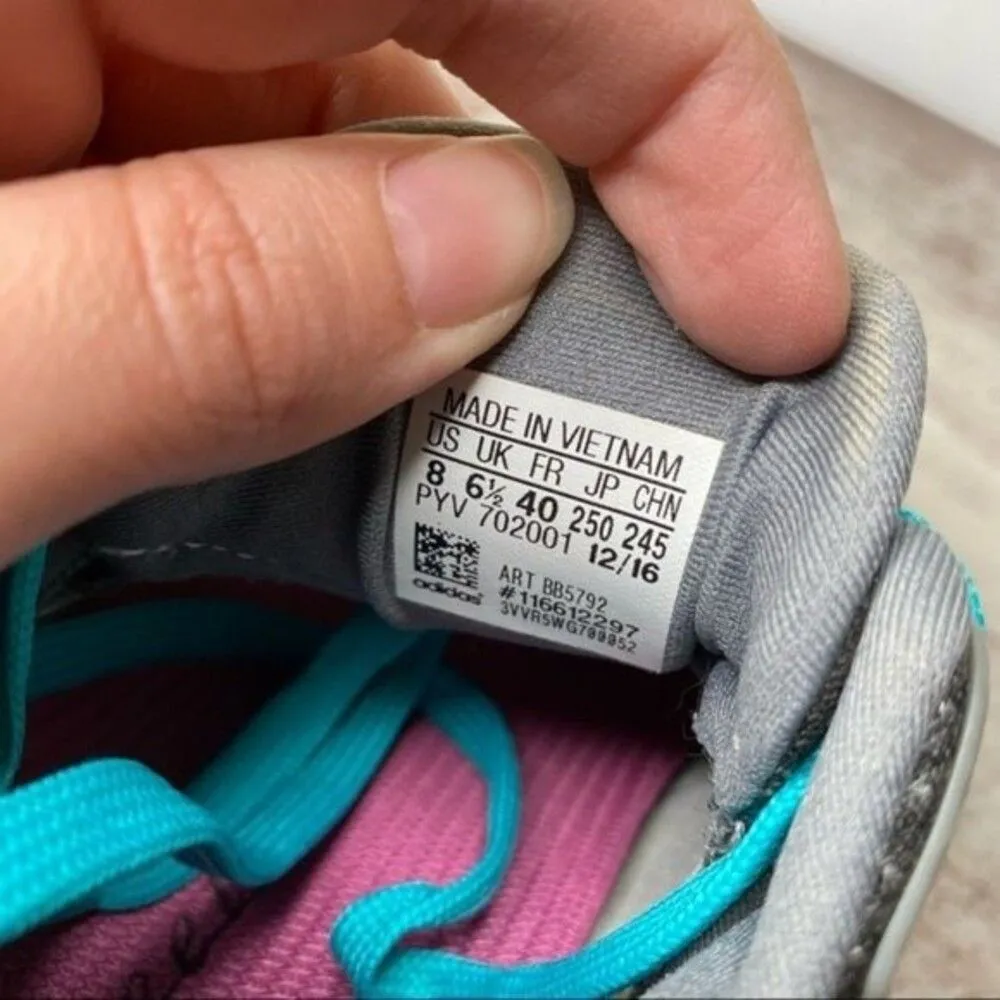 MADE IN VIETNAM
US UK FR JP CHN
8 6½ 40 250 245
PYV 702001 12/16
ART BB5792
#116612297
adidas